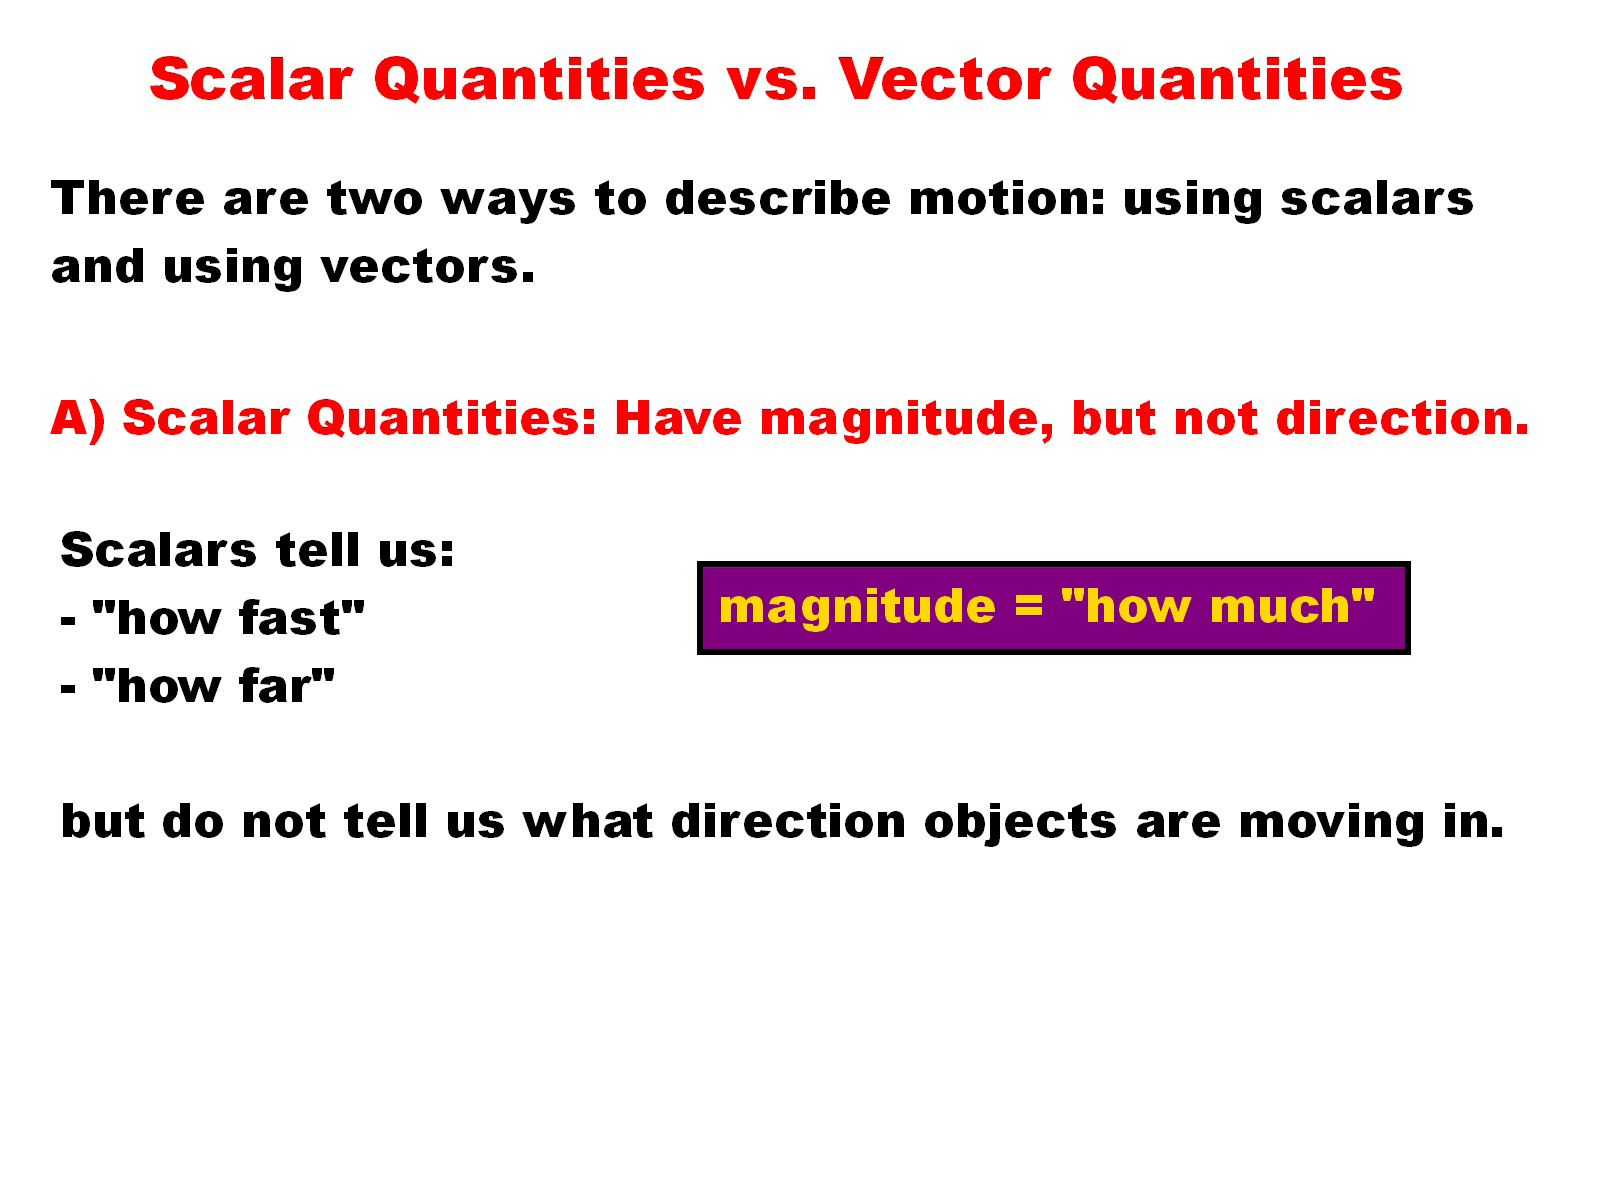 Scalar Quantities vs. Vector Quantities
There are two ways to describe motion: using scalars
and using vectors.
A) Scalar Quantities: Have magnitude, but not direction.
Scalars tell us:
- "how fast"
- "how far"
magnitude = "how much"
but do not tell us what direction objects are moving in.